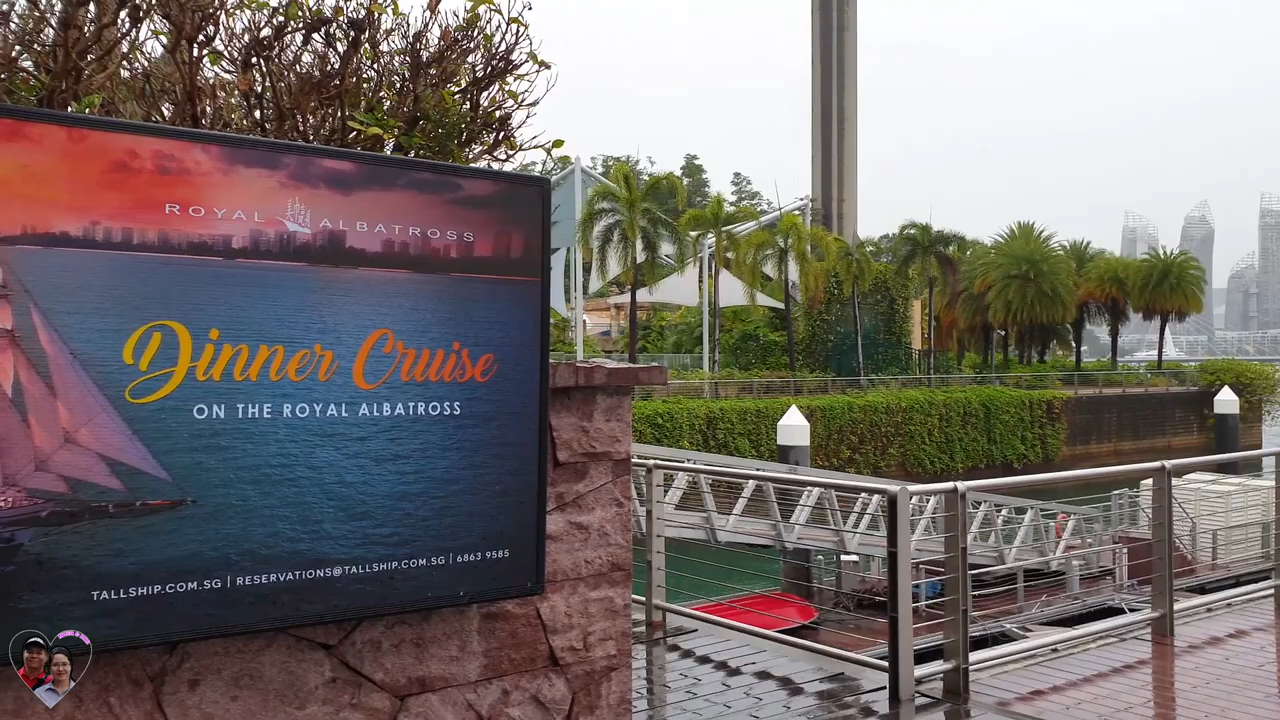 ROYAL ALBATROSS
Dinner Cruise
ON THE ROYAL ALBATROSS
TALLSHIP.COM.SG | RESERVATIONS@TALLSHIP.COM.SG | 6863 9585